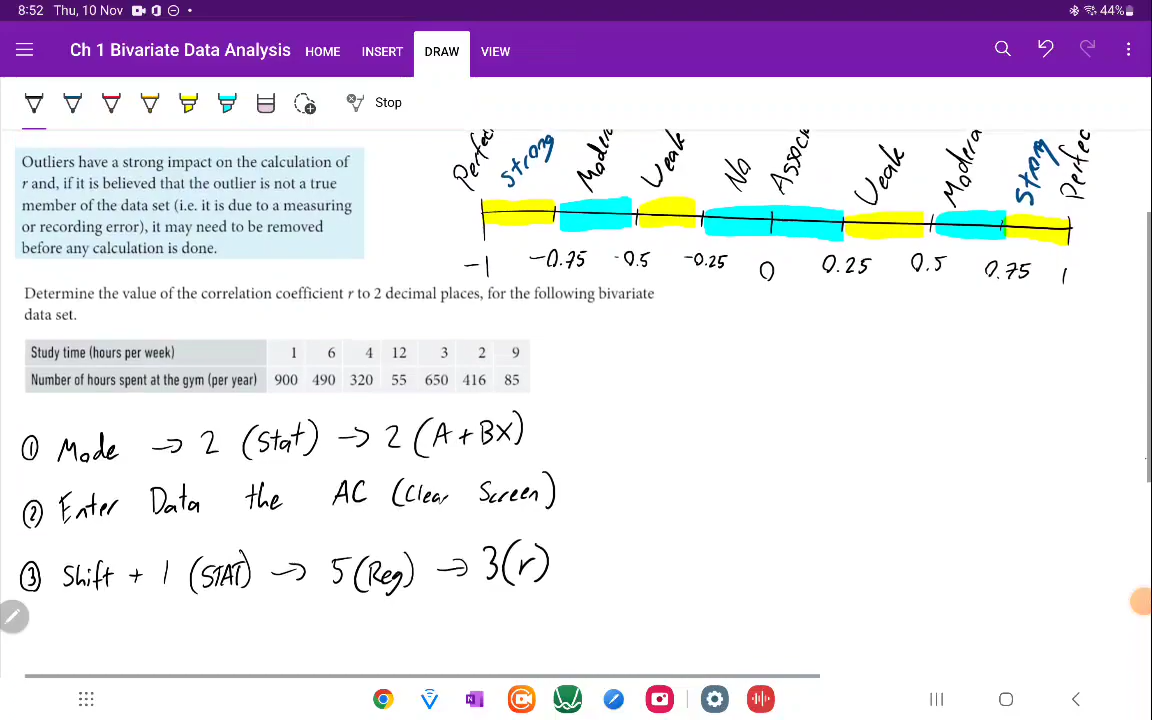 8:52 Thu, 10 Nov
44%
Ch 1 Bivariate Data Analysis HOME INSERT DRAW VIEW
Stop
Outliers have a strong impact on the calculation of
r and, if it is believed that the outlier is not a true
member of the data set (i.e. it is due to a measuring
or recording error), it may need to be removed
before any calculation is done.
Perfec Strong Moder Weak No Associ Weak Modera Strong Perfec
-1 -0.75 -0.5 -0.25 0 0.25 0.5 0.75 1
Determine the value of the correlation coefficient r to 2 decimal places, for the following bivariate
data set.
Study time (hours per week) 1 6 4 12 3 2 9
Number of hours spent at the gym (per year) 900 490 320 55 650 416 85
① Mode → 2 (Stat) → 2 (A+BX)
② Enter Data the AC (Clear Screen)
③ Shift + 1 (STAT) → 5 (Reg) → 3 (r)